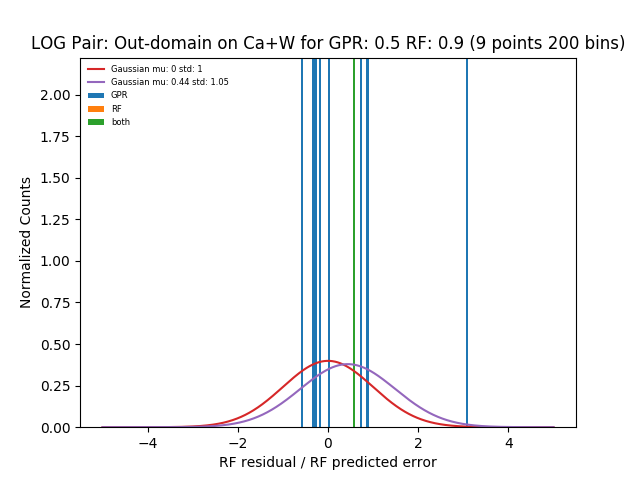 LOG Pair: Out-domain on Ca+W for GPR: 0.5 RF: 0.9 (9 points 200 bins)
Gaussian mu: 0 std: 1
Gaussian mu: 0.44 std: 1.05
GPR
RF
both
2.00
1.75
1.50
1.25
1.00
0.75
0.50
0.25
0.00
Normalized Counts
−4
−2
0
2
4
RF residual / RF predicted error